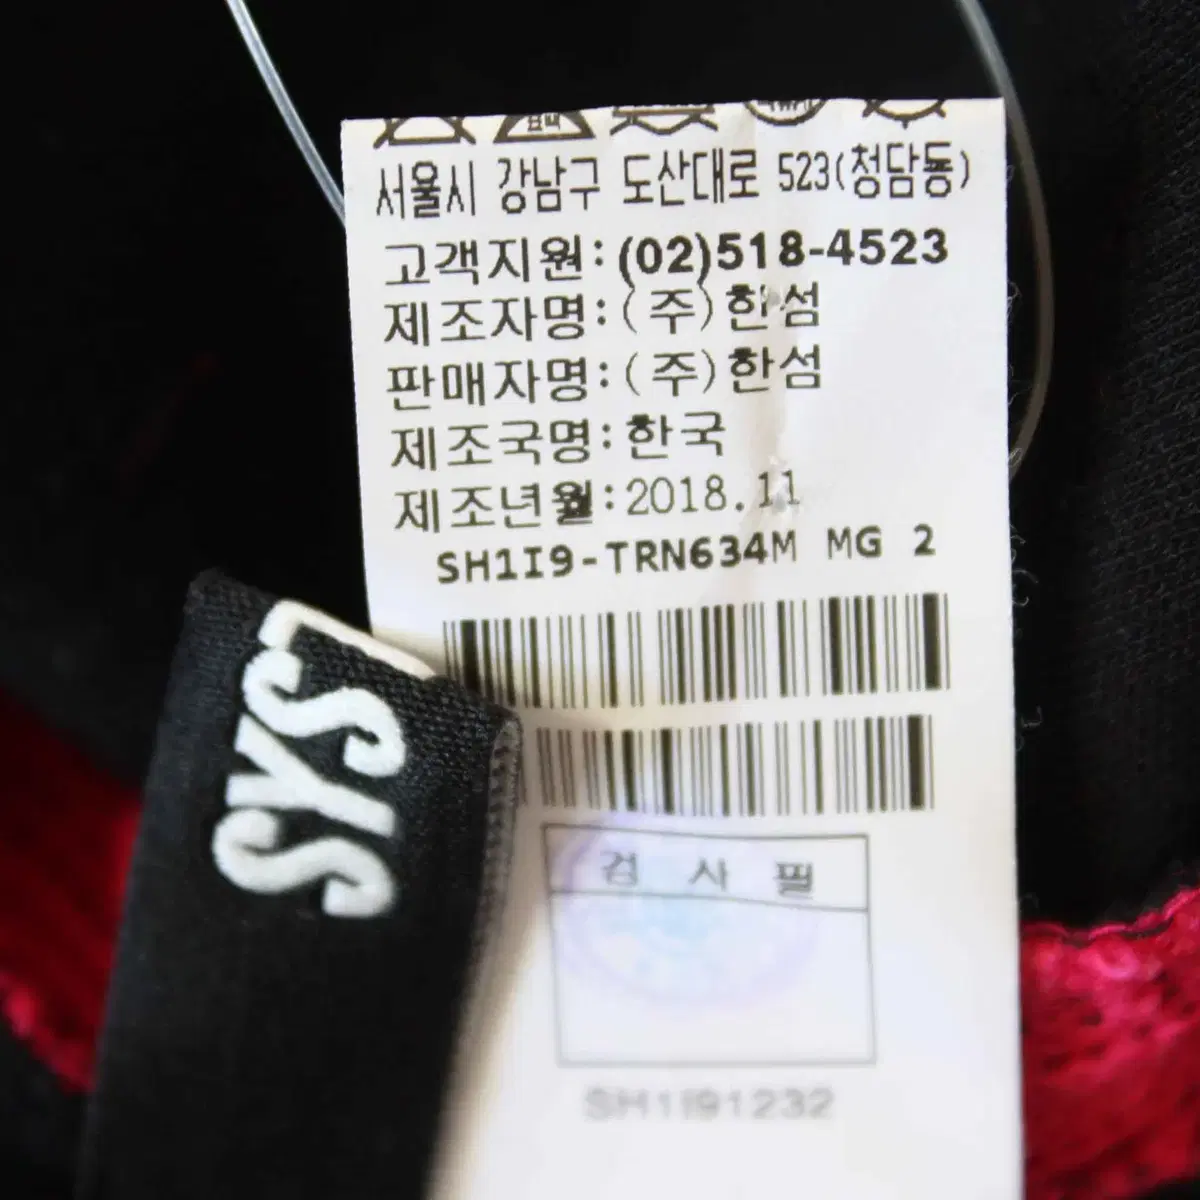 표백
서울시 강남구 도산대로 523(청담동)
고객지원:(02)518-4523
제조자명:(주)한섬
판매자명:(주)한섬
제조국명:한국
제조년월:2018.11
SH1I9-TRN634M MG 2
SYS
검 사 필
SH1I91232